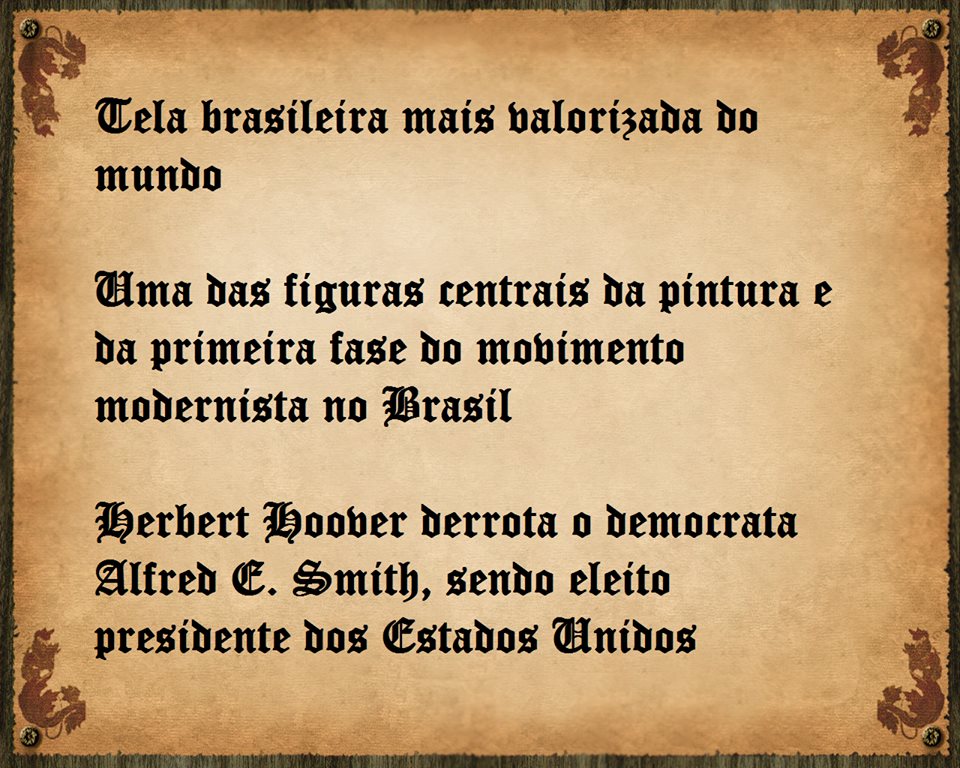 Tela brasileira mais valorizada do
mundo
Uma das figuras centrais da pintura e
da primeira fase do movimento
modernista no Brasil
Herbert Hoover derrota o democrata
Alfred E. Smith, sendo eleito
presidente dos Estados Unidos